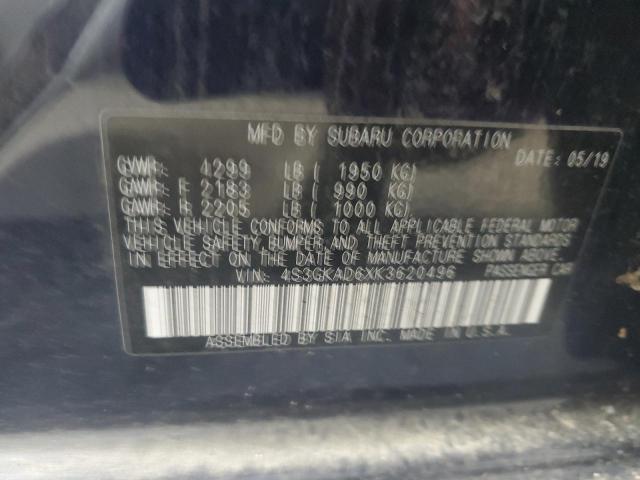 MFD BY SUBARU CORPORATION
DATE: 05/19
GVWR: 4299 LB ( 1950 KG)
GAWR: F 2183 LB ( 990 KG)
GAWR: R 2205 LB ( 1000 KG)
THIS VEHICLE CONFORMS TO ALL APPLICABLE FEDERAL MOTOR
VEHICLE SAFETY, BUMPER, AND THEFT PREVENTION STANDARDS
IN EFFECT ON THE DATE OF MANUFACTURE SHOWN ABOVE.
VIN: 4S3GKAD6XK3620496 PASSENGER CAR
ASSEMBLED BY SIA INC. MADE IN U.S.A.